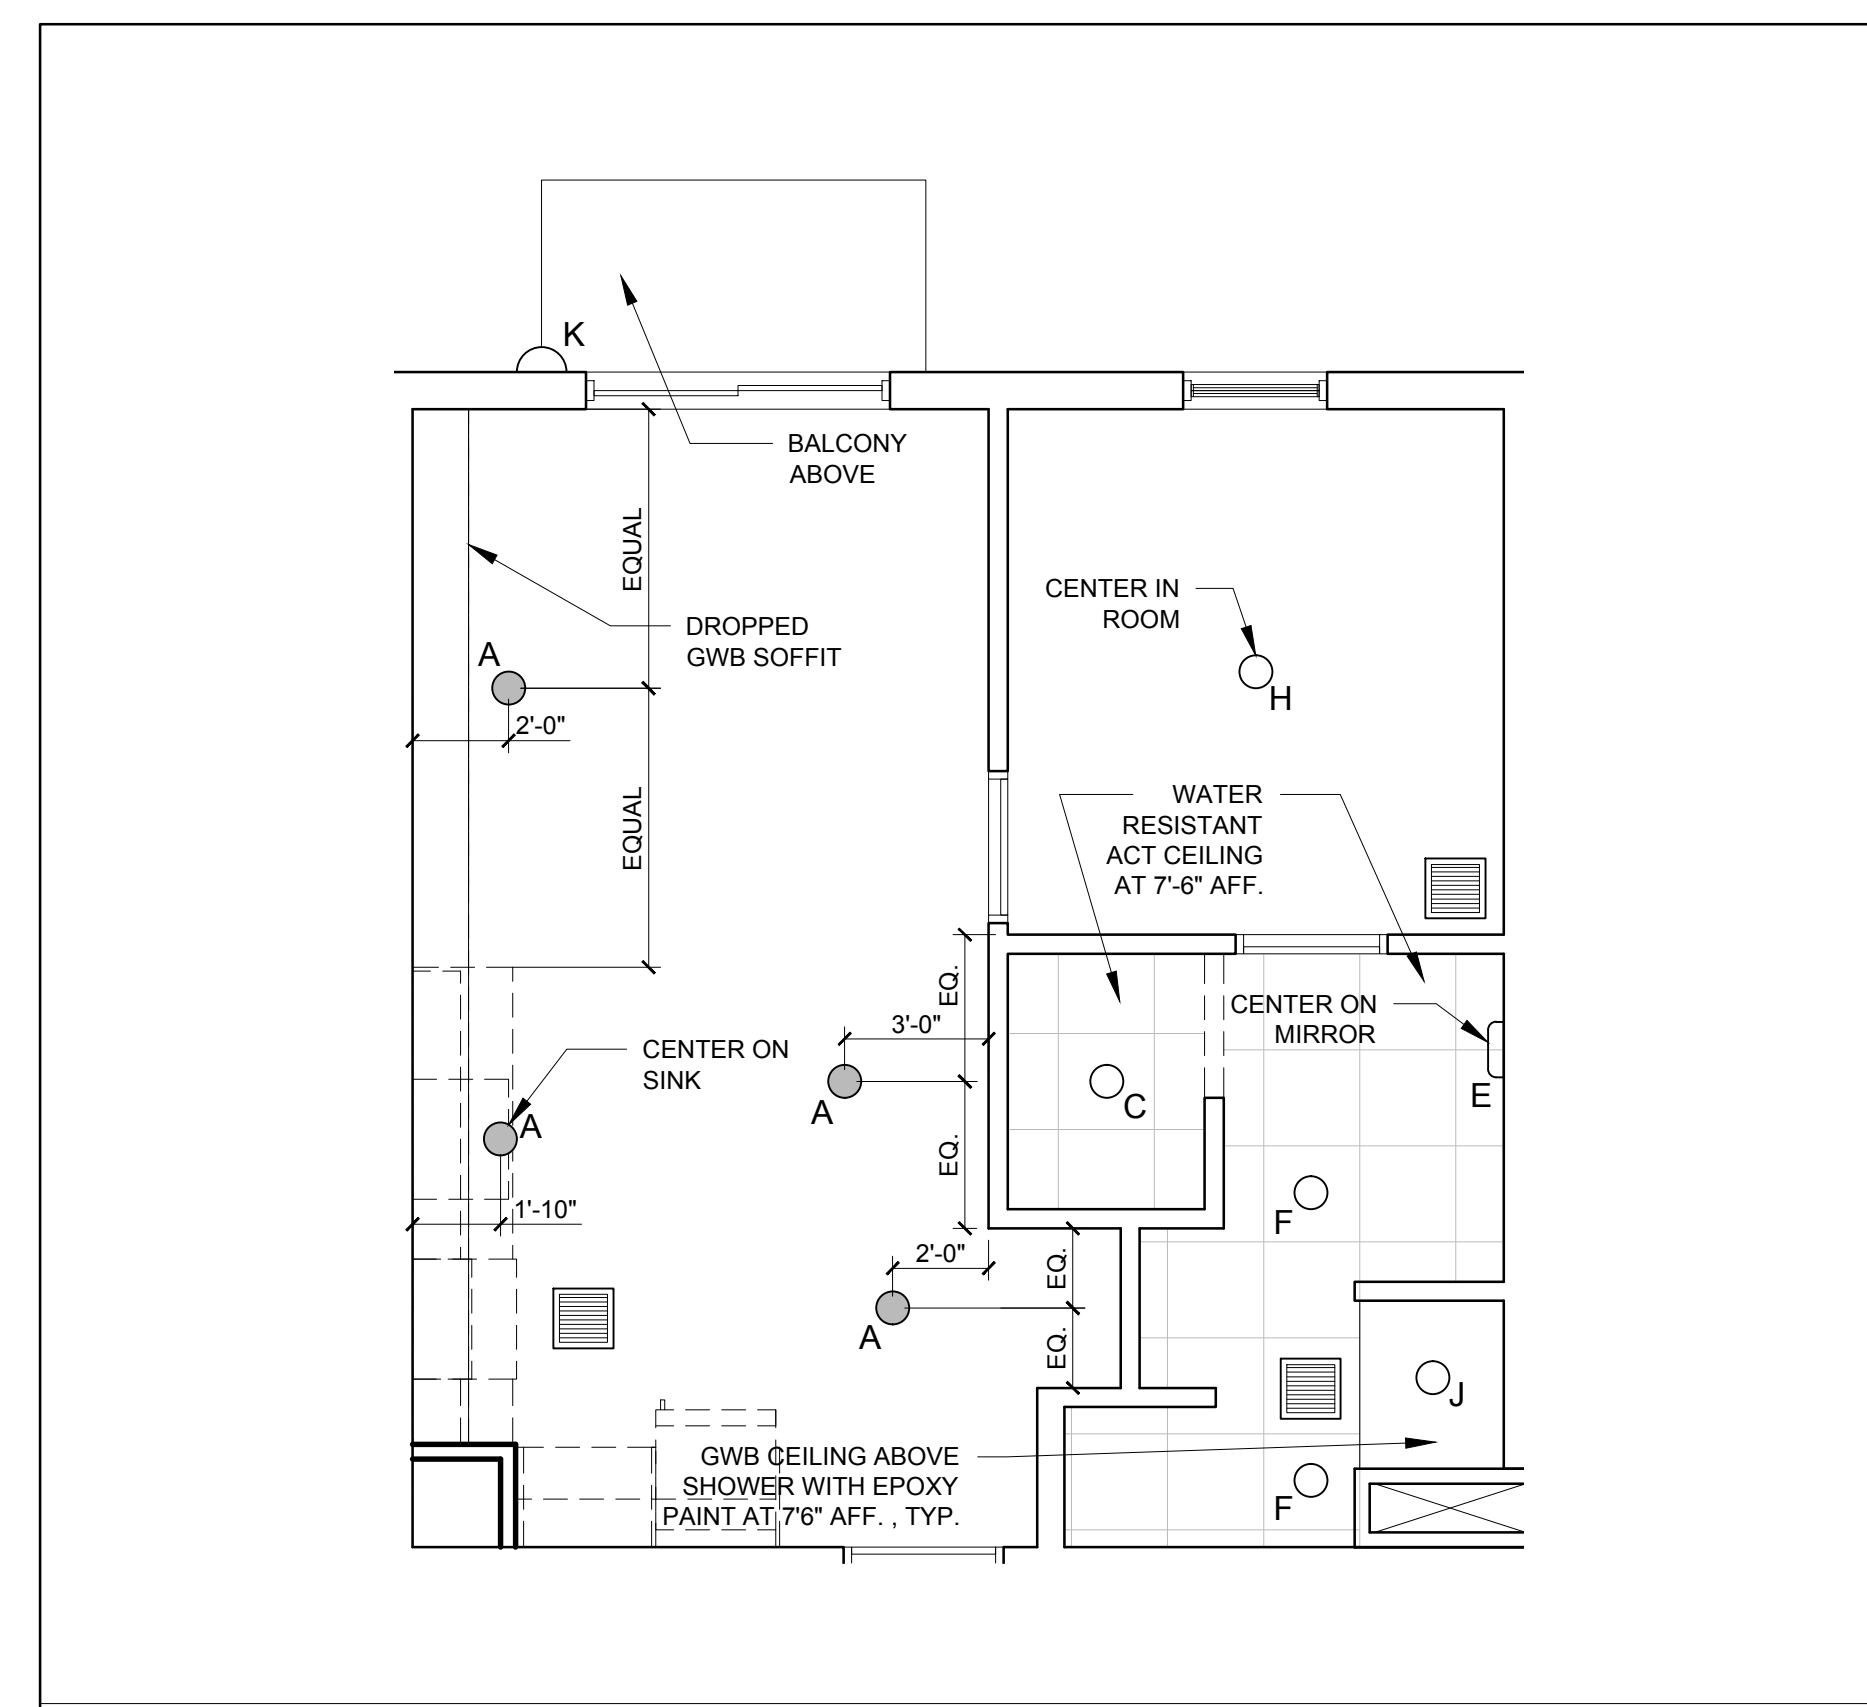 K
BALCONY
ABOVE
EQUAL
CENTER IN
ROOM
DROPPED
GWB SOFFIT
A
H
2'-0"
EQUAL
WATER
RESISTANT
ACT CEILING
AT 7'-6" AFF.
EQ.
CENTER ON
MIRROR
3'-0"
CENTER ON
SINK
E
A
C
A
EQ.
1'-10"
F
2'-0"
EQ.
A
EQ.
J
GWB CEILING ABOVE
SHOWER WITH EPOXY
PAINT AT 7'6" AFF. , TYP.
F